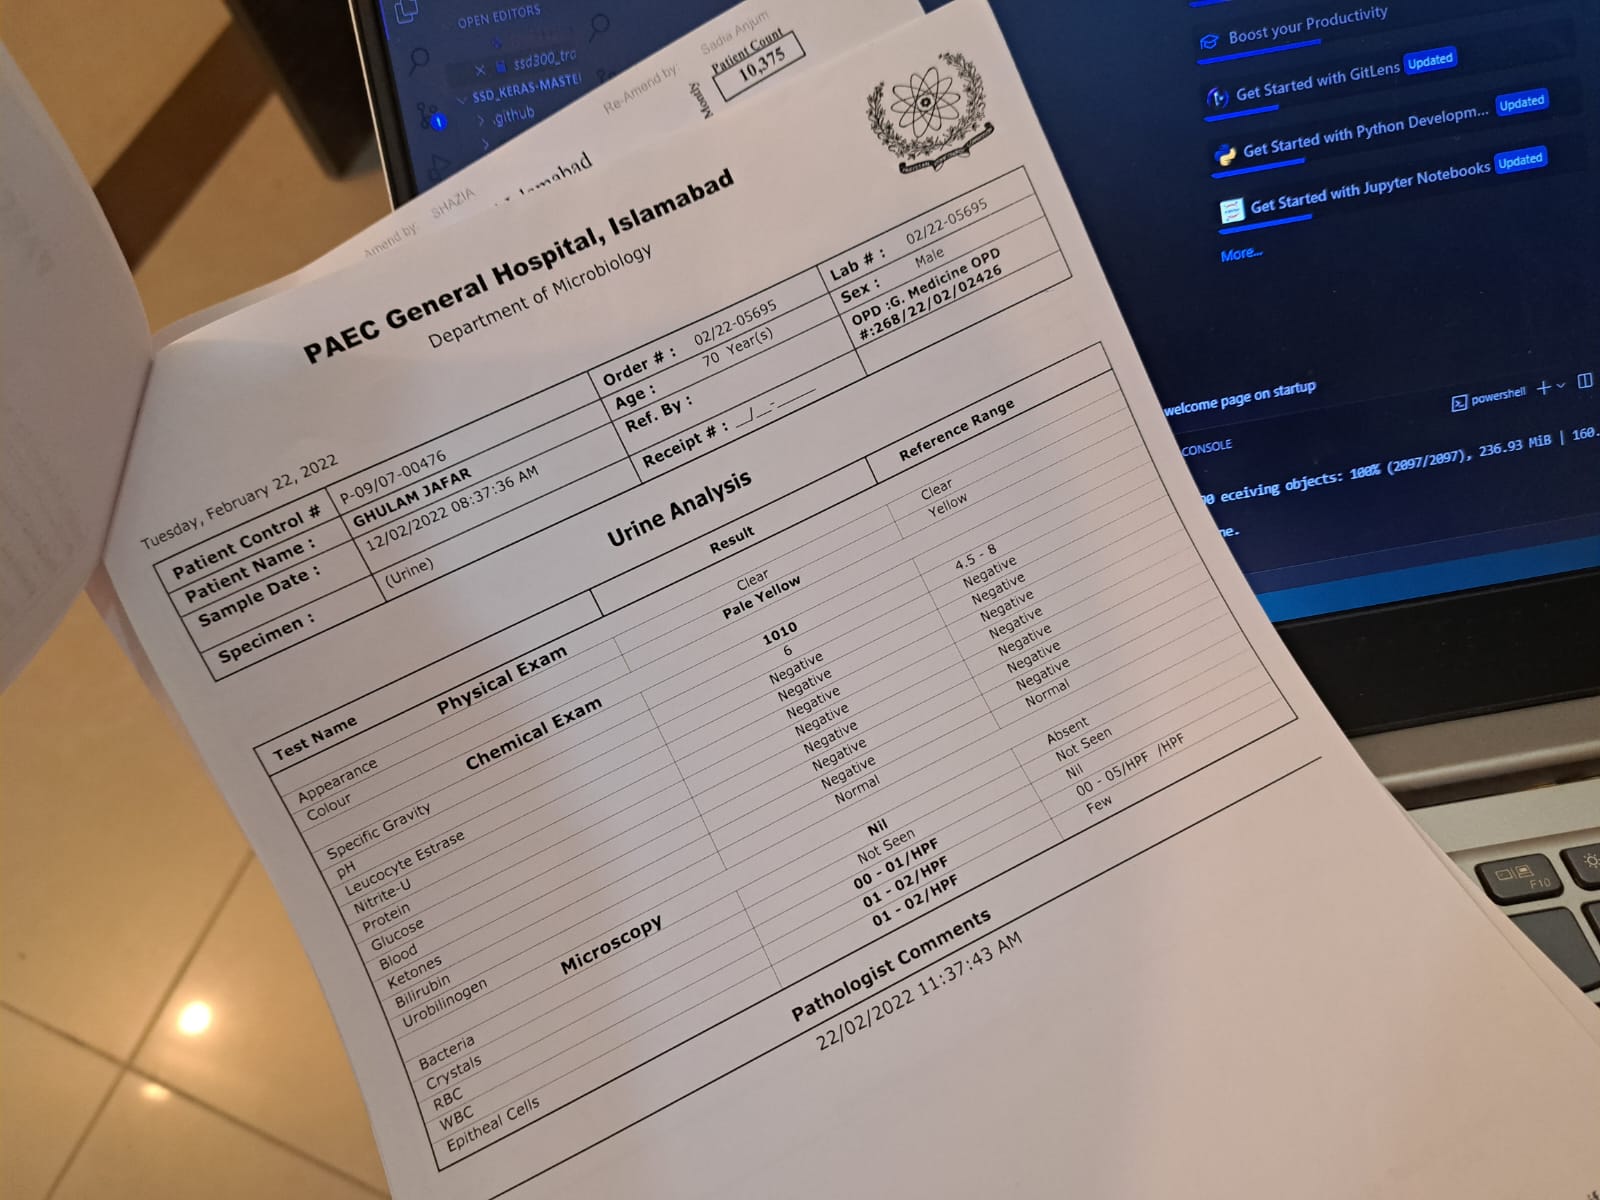 OPEN EDITORS
ssd300_tra
SSD_KERAS-MASTE
.github
1
Boost your Productivity
Get Started with GitLens Updated
Get Started with Python Developm... Updated
Get Started with Jupyter Notebooks Updated
More...
welcome page on startup
powershell
CONSOLE
eceiving objects: 100% (2097/2097), 236.93 MiB | 160.
ne.
F10
Sadia Anjum
Re-Amend by:
Patient Count
10,375
Amend by:
SHAZIA
PAEC General Hospital, Islamabad
Department of Microbiology
Tuesday, February 22, 2022
Patient Control # P-09/07-00476 Order # : 02/22-05695 Lab # : 02/22-05695
Patient Name : GHULAM JAFAR Age : 70 Year(s) Sex : Male
Sample Date : 12/02/2022 08:37:36 AM Ref. By : OPD :G. Medicine OPD
#:268/22/02/02426
Specimen : (Urine) Receipt # : __/_-____
Urine Analysis
Test Name Result Reference Range
Physical Exam
Appearance Clear Clear
Colour Pale Yellow Yellow
Chemical Exam
Specific Gravity 1010
pH 6 4.5 - 8
Leucocyte Estrase Negative Negative
Nitrite-U Negative Negative
Protein Negative Negative
Glucose Negative Negative
Blood Negative Negative
Ketones Negative Negative
Bilirubin Negative Negative
Urobilinogen Normal Normal
Microscopy
Bacteria Nil Absent
Crystals Not Seen Not Seen
RBC 00 - 01/HPF Nil
WBC 01 - 02/HPF 00 - 05/HPF /HPF
Epitheal Cells 01 - 02/HPF Few
Pathologist Comments
22/02/2022 11:37:43 AM